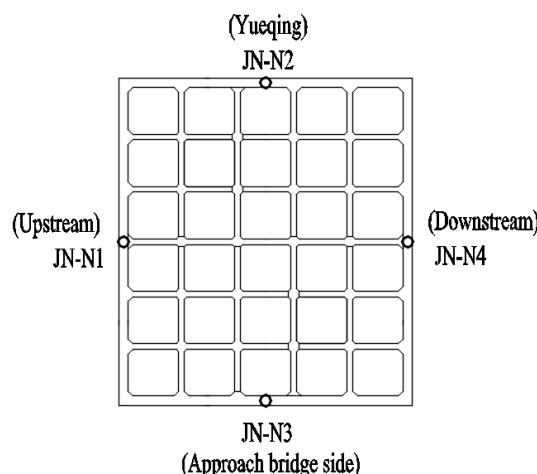 (Yueqing)
JN-N2
(Upstream)
JN-N1
(Downstream)
JN-N4
JN-N3
(Approach bridge side)